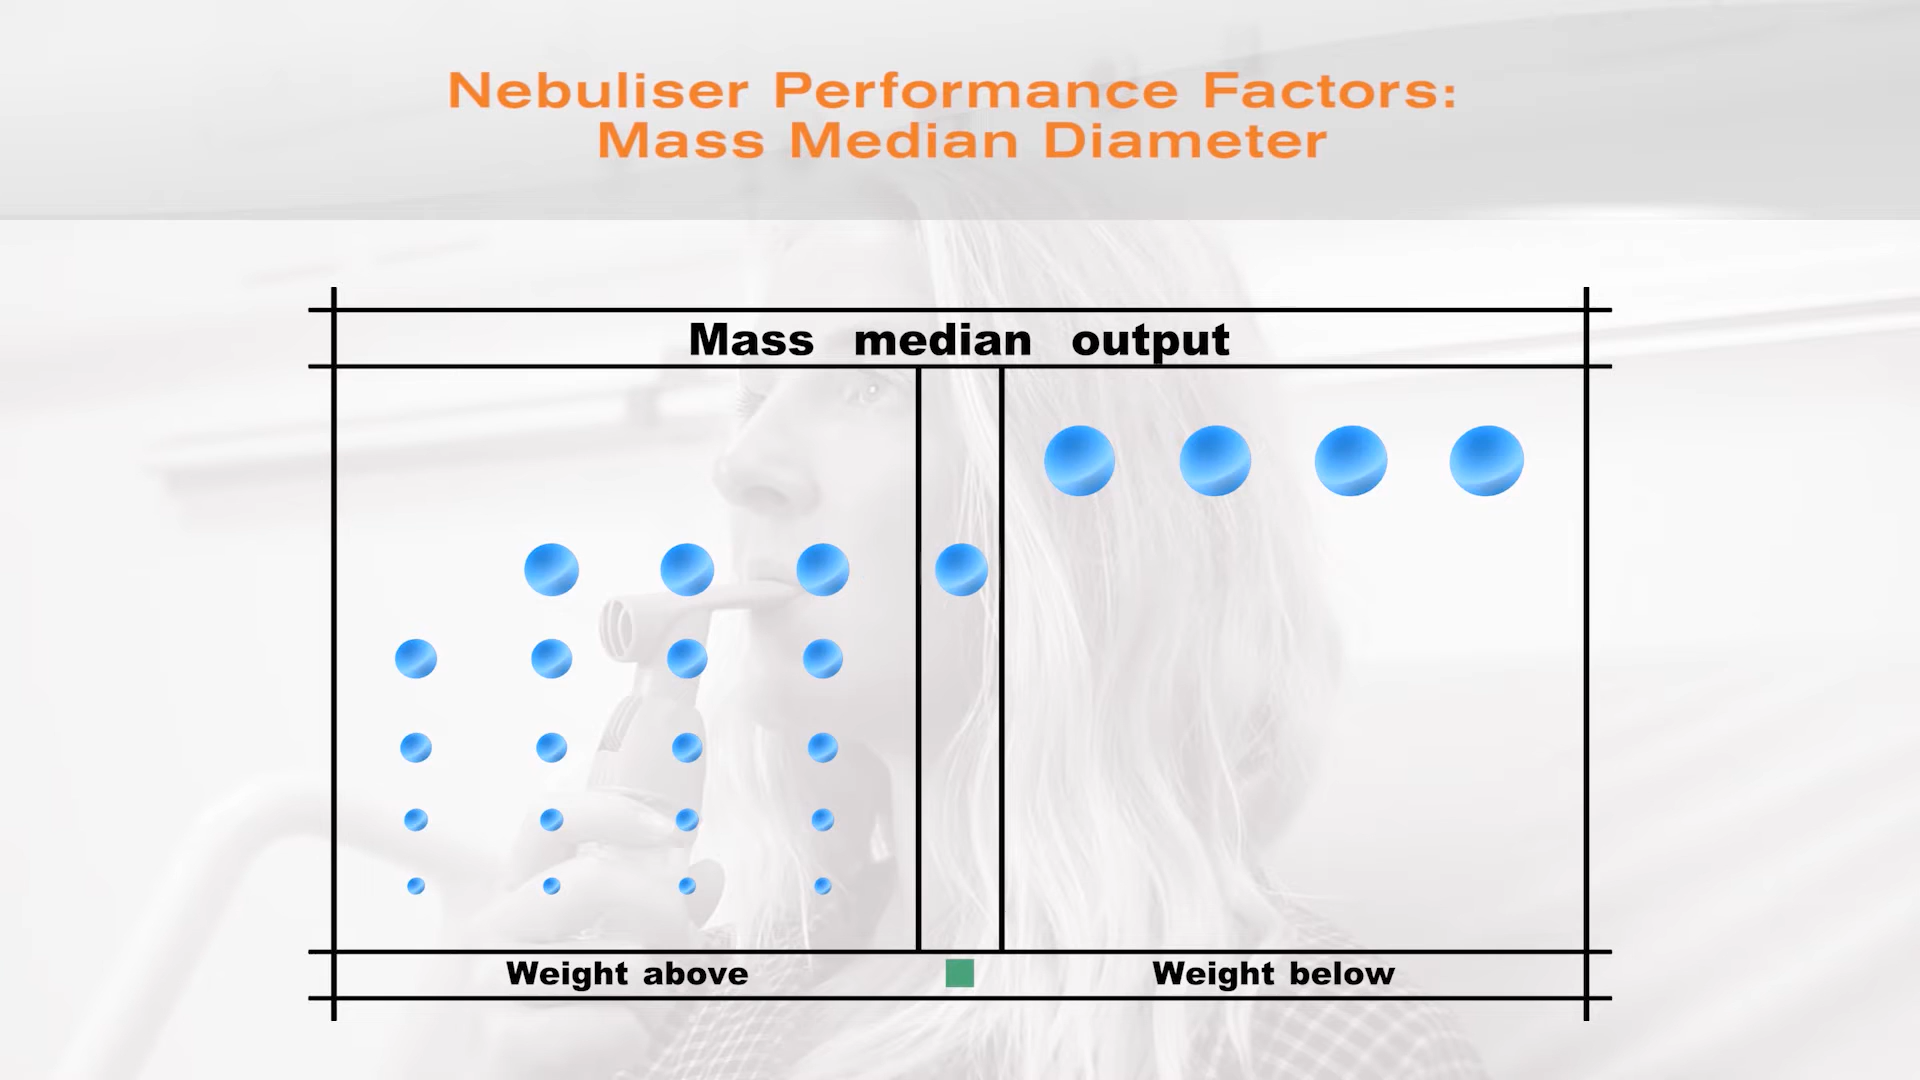 Nebuliser Performance Factors:
Mass Median Diameter
Mass median output
Weight above
Weight below